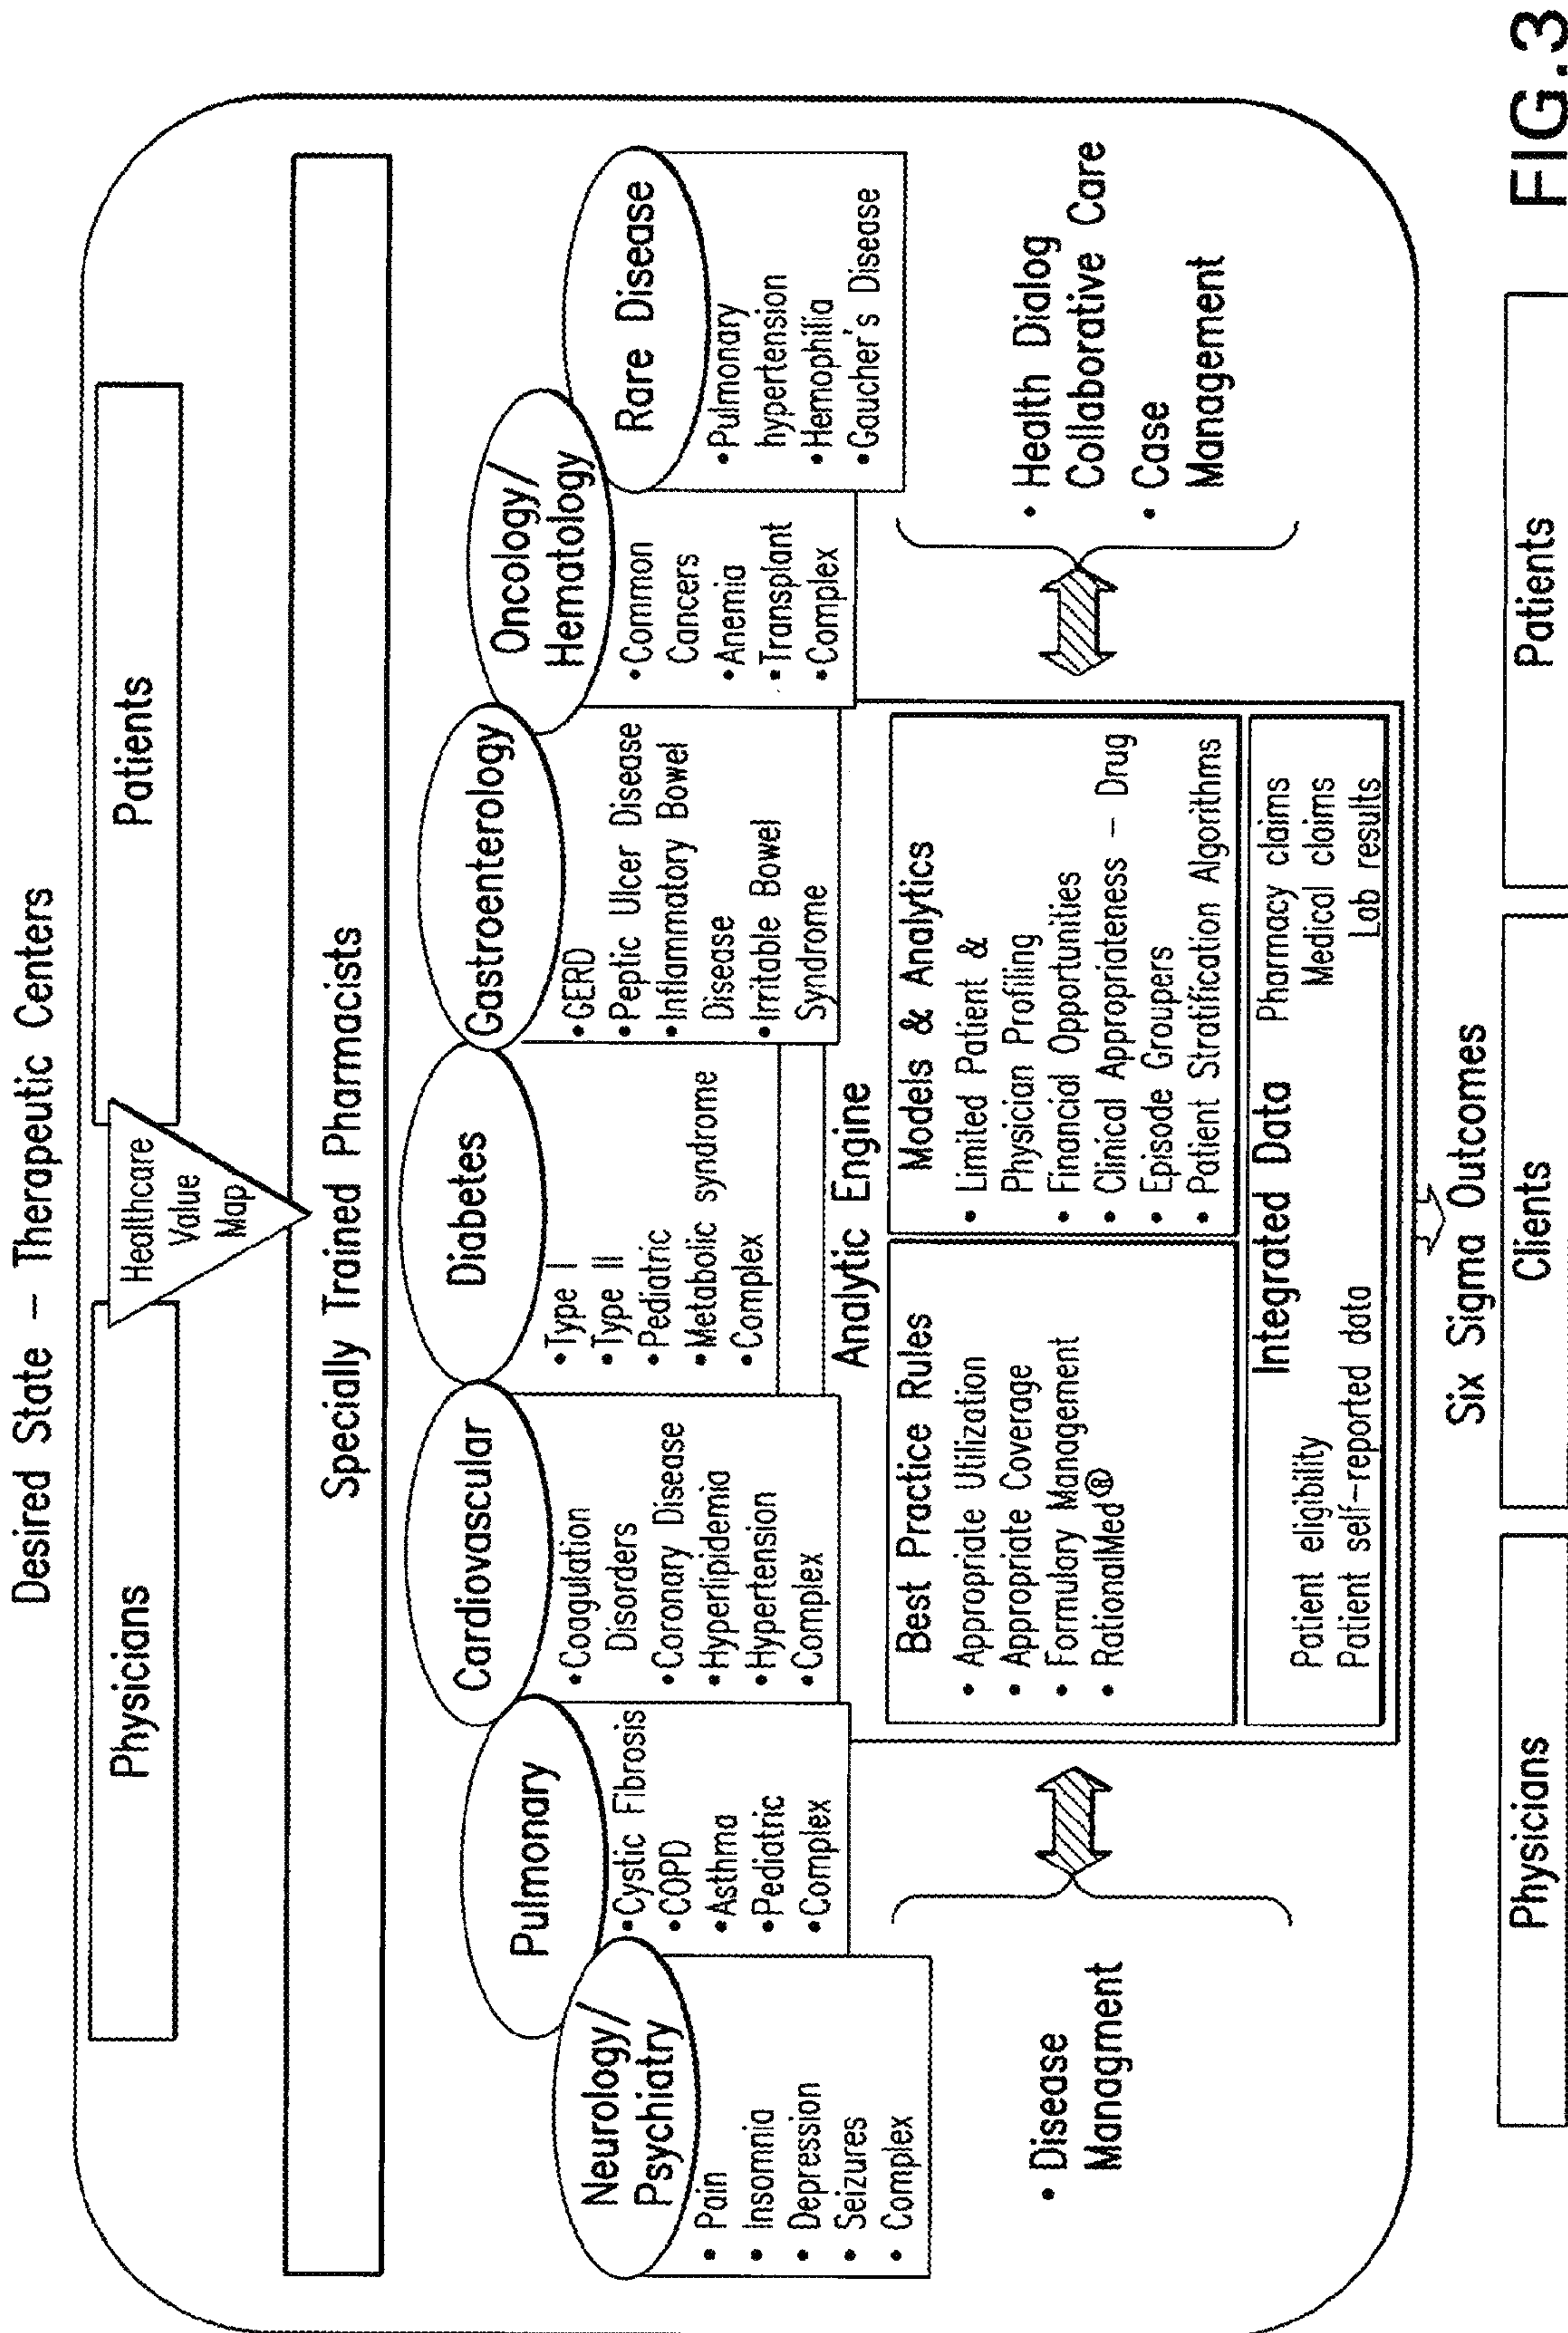 Desired State – Therapeutic Centers
Physicians
Patients
Healthcare
Value
Map
Specially Trained Pharmacists
Neurology/
Psychiatry
• Pain
• Insomnia
• Depression
• Seizures
• Complex
Pulmonary
•Cystic Fibrosis
•COPD
•Asthma
•Pediatric
•Complex
Cardiovascular
•Coagulation
Disorders
•Coronary Disease
•Hyperlipidemia
•Hypertension
•Complex
Diabetes
•Type I
•Type II
•Pediatric
•Metabolic syndrome
•Complex
Gastroenterology
•GERD
•Peptic Ulcer Disease
•Inflammatory Bowel
Disease
•Irritable Bowel
Syndrome
Oncology/
Hematology
•Common
Cancers
•Anemia
•Transplant
•Complex
Rare Disease
•Pulmonary
hypertension
•Hemophilia
•Gaucher's Disease
Analytic Engine
Best Practice Rules
• Appropriate Utilization
• Appropriate Coverage
• Formulary Management
• RationalMed®
Models & Analytics
• Limited Patient &
Physician Profiling
• Financial Opportunities
• Clinical Appropriateness – Drug
• Episode Groupers
• Patient Stratification Algorithms
Integrated Data
Patient eligibility
Patient self–reported data
Pharmacy claims
Medical claims
Lab results
• Disease
Managment
• Health Dialog
Collaborative Care
• Case
Management
Six Sigma Outcomes
Physicians
Clients
Patients
FIG.3